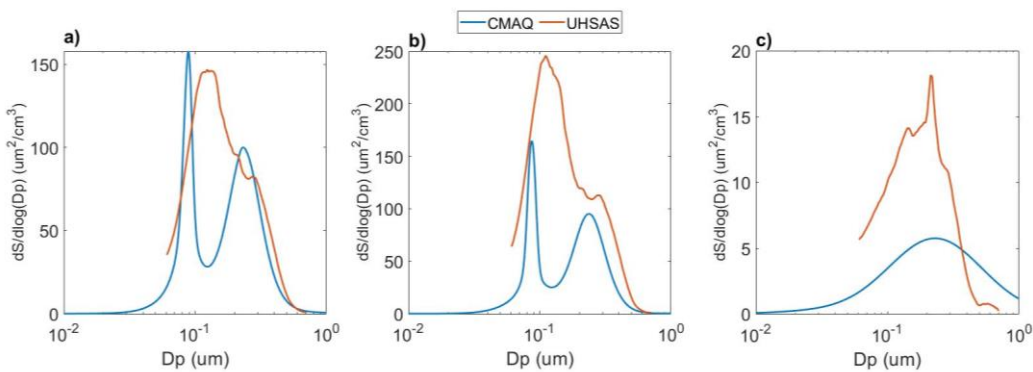 CMAQ UHSAS
a)
dS/dlog(Dp) (um²/cm³)
150
100
50
0
10⁻² 10⁻¹ 10⁰
Dp (um)
b)
dS/dlog(Dp) (um²/cm³)
250
200
150
100
50
0
10⁻² 10⁻¹ 10⁰
Dp (um)
c)
dS/dlog(Dp) (um²/cm³)
20
15
10
5
0
10⁻² 10⁻¹ 10⁰
Dp (um)